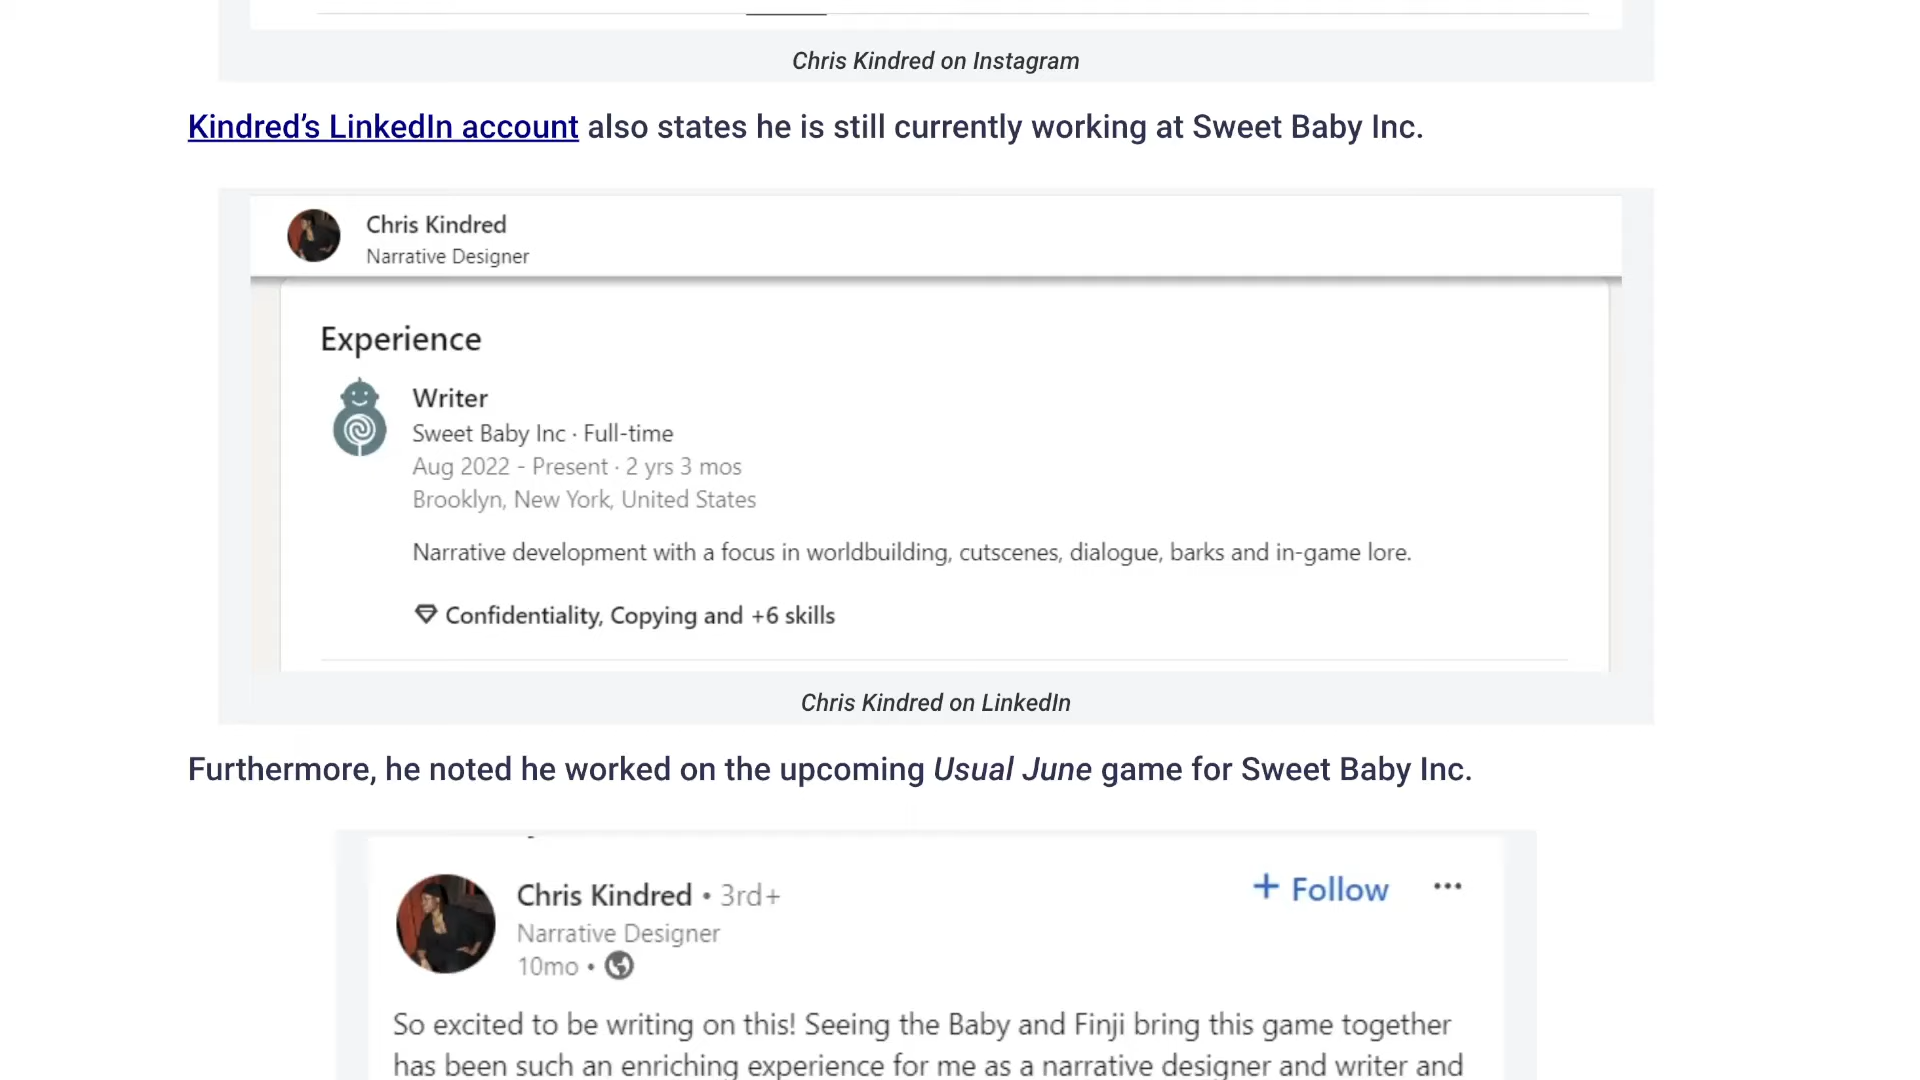 Chris Kindred on Instagram
Kindred’s LinkedIn account also states he is still currently working at Sweet Baby Inc.
Chris Kindred
Narrative Designer
Experience
Writer
Sweet Baby Inc · Full-time
Aug 2022 - Present · 2 yrs 3 mos
Brooklyn, New York, United States
Narrative development with a focus in worldbuilding, cutscenes, dialogue, barks and in-game lore.
Confidentiality, Copying and +6 skills
Chris Kindred on LinkedIn
Furthermore, he noted he worked on the upcoming Usual June game for Sweet Baby Inc.
Chris Kindred • 3rd+
+ Follow ...
Narrative Designer
10mo •
So excited to be writing on this! Seeing the Baby and Finji bring this game together
has been such an enriching experience for me as a narrative designer and writer and